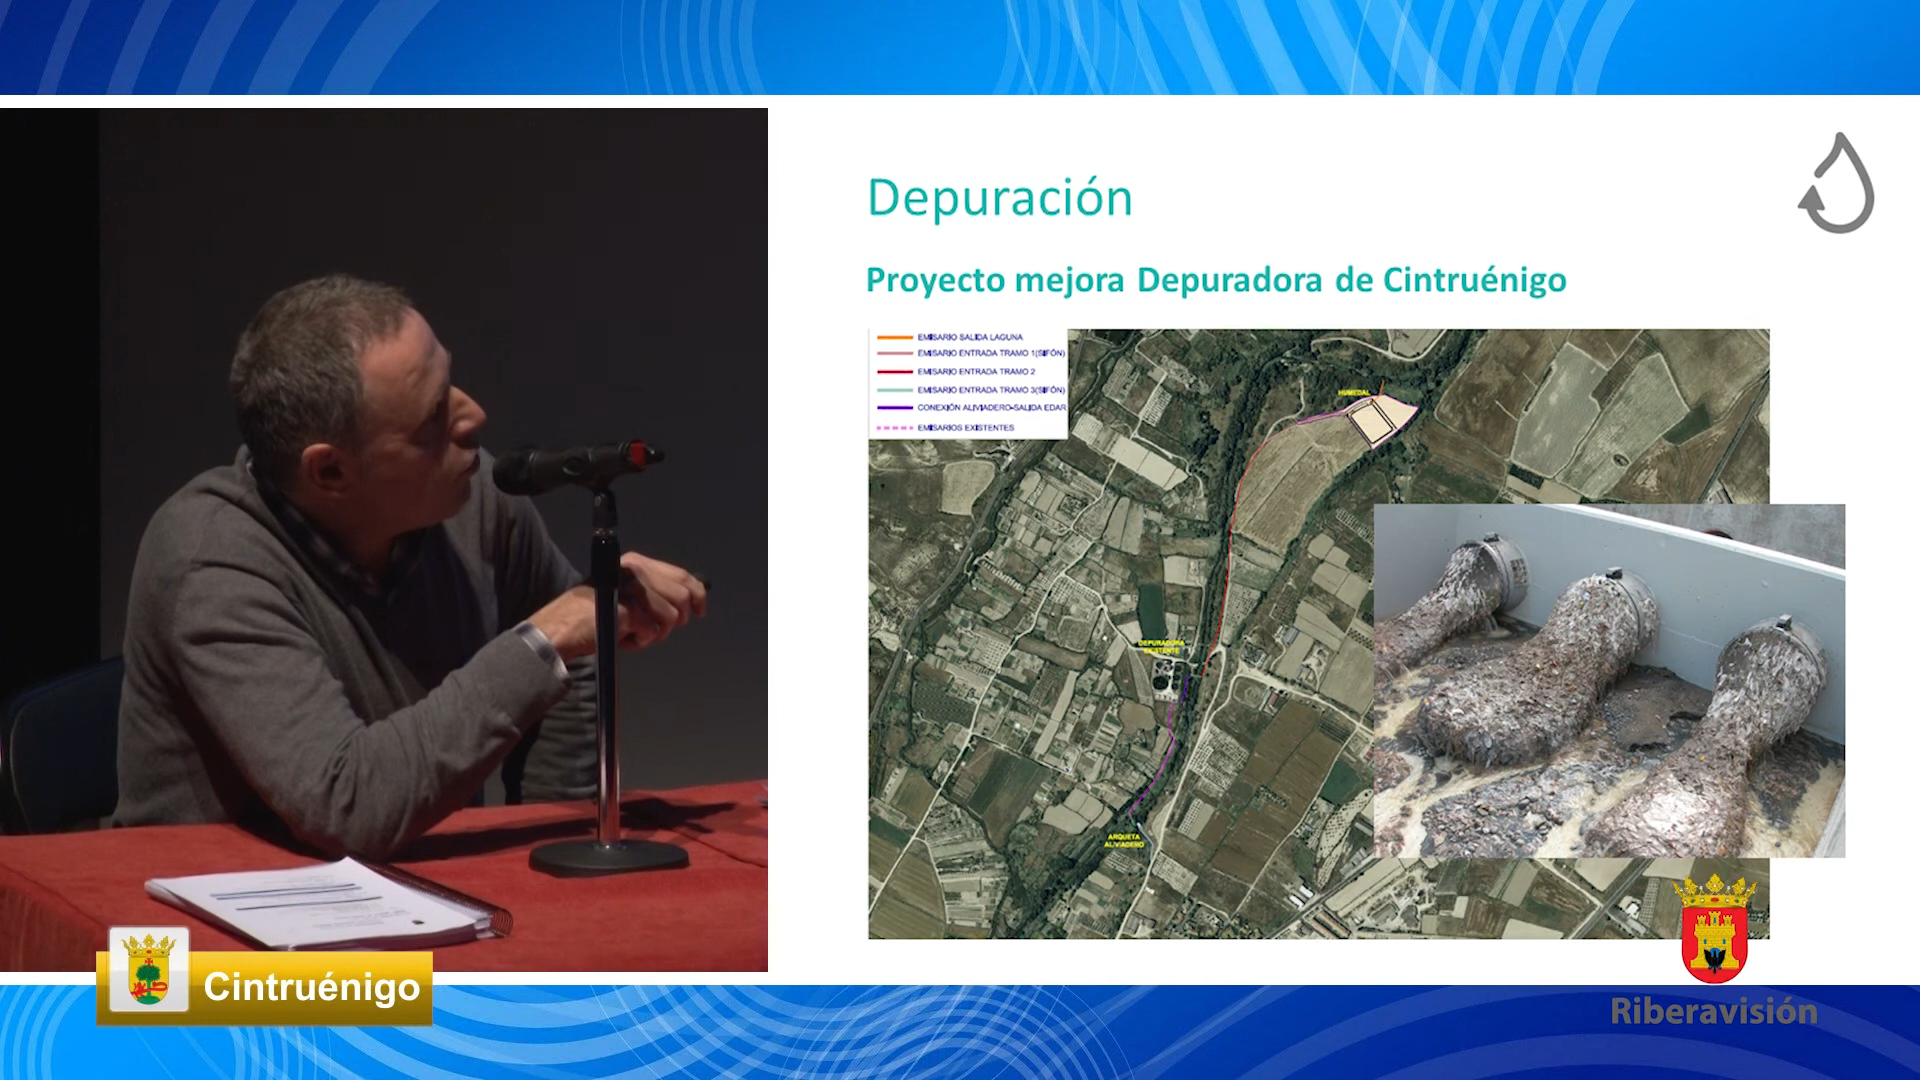 Depuración
Proyecto mejora Depuradora de Cintruénigo
EMISARIO SALIDA LAGUNA
EMISARIO ENTRADA TRAMO 1(SIFÓN)
EMISARIO ENTRADA TRAMO 2
EMISARIO ENTRADA TRAMO 3(SIFÓN)
CONEXIÓN ALIVIADERO-SALIDA EDAR
EMISARIOS EXISTENTES
HUMEDAL
DEPURADORA
EXISTENTE
ARQUETA
ALIVIADERO
Cintruénigo
Riberavisión